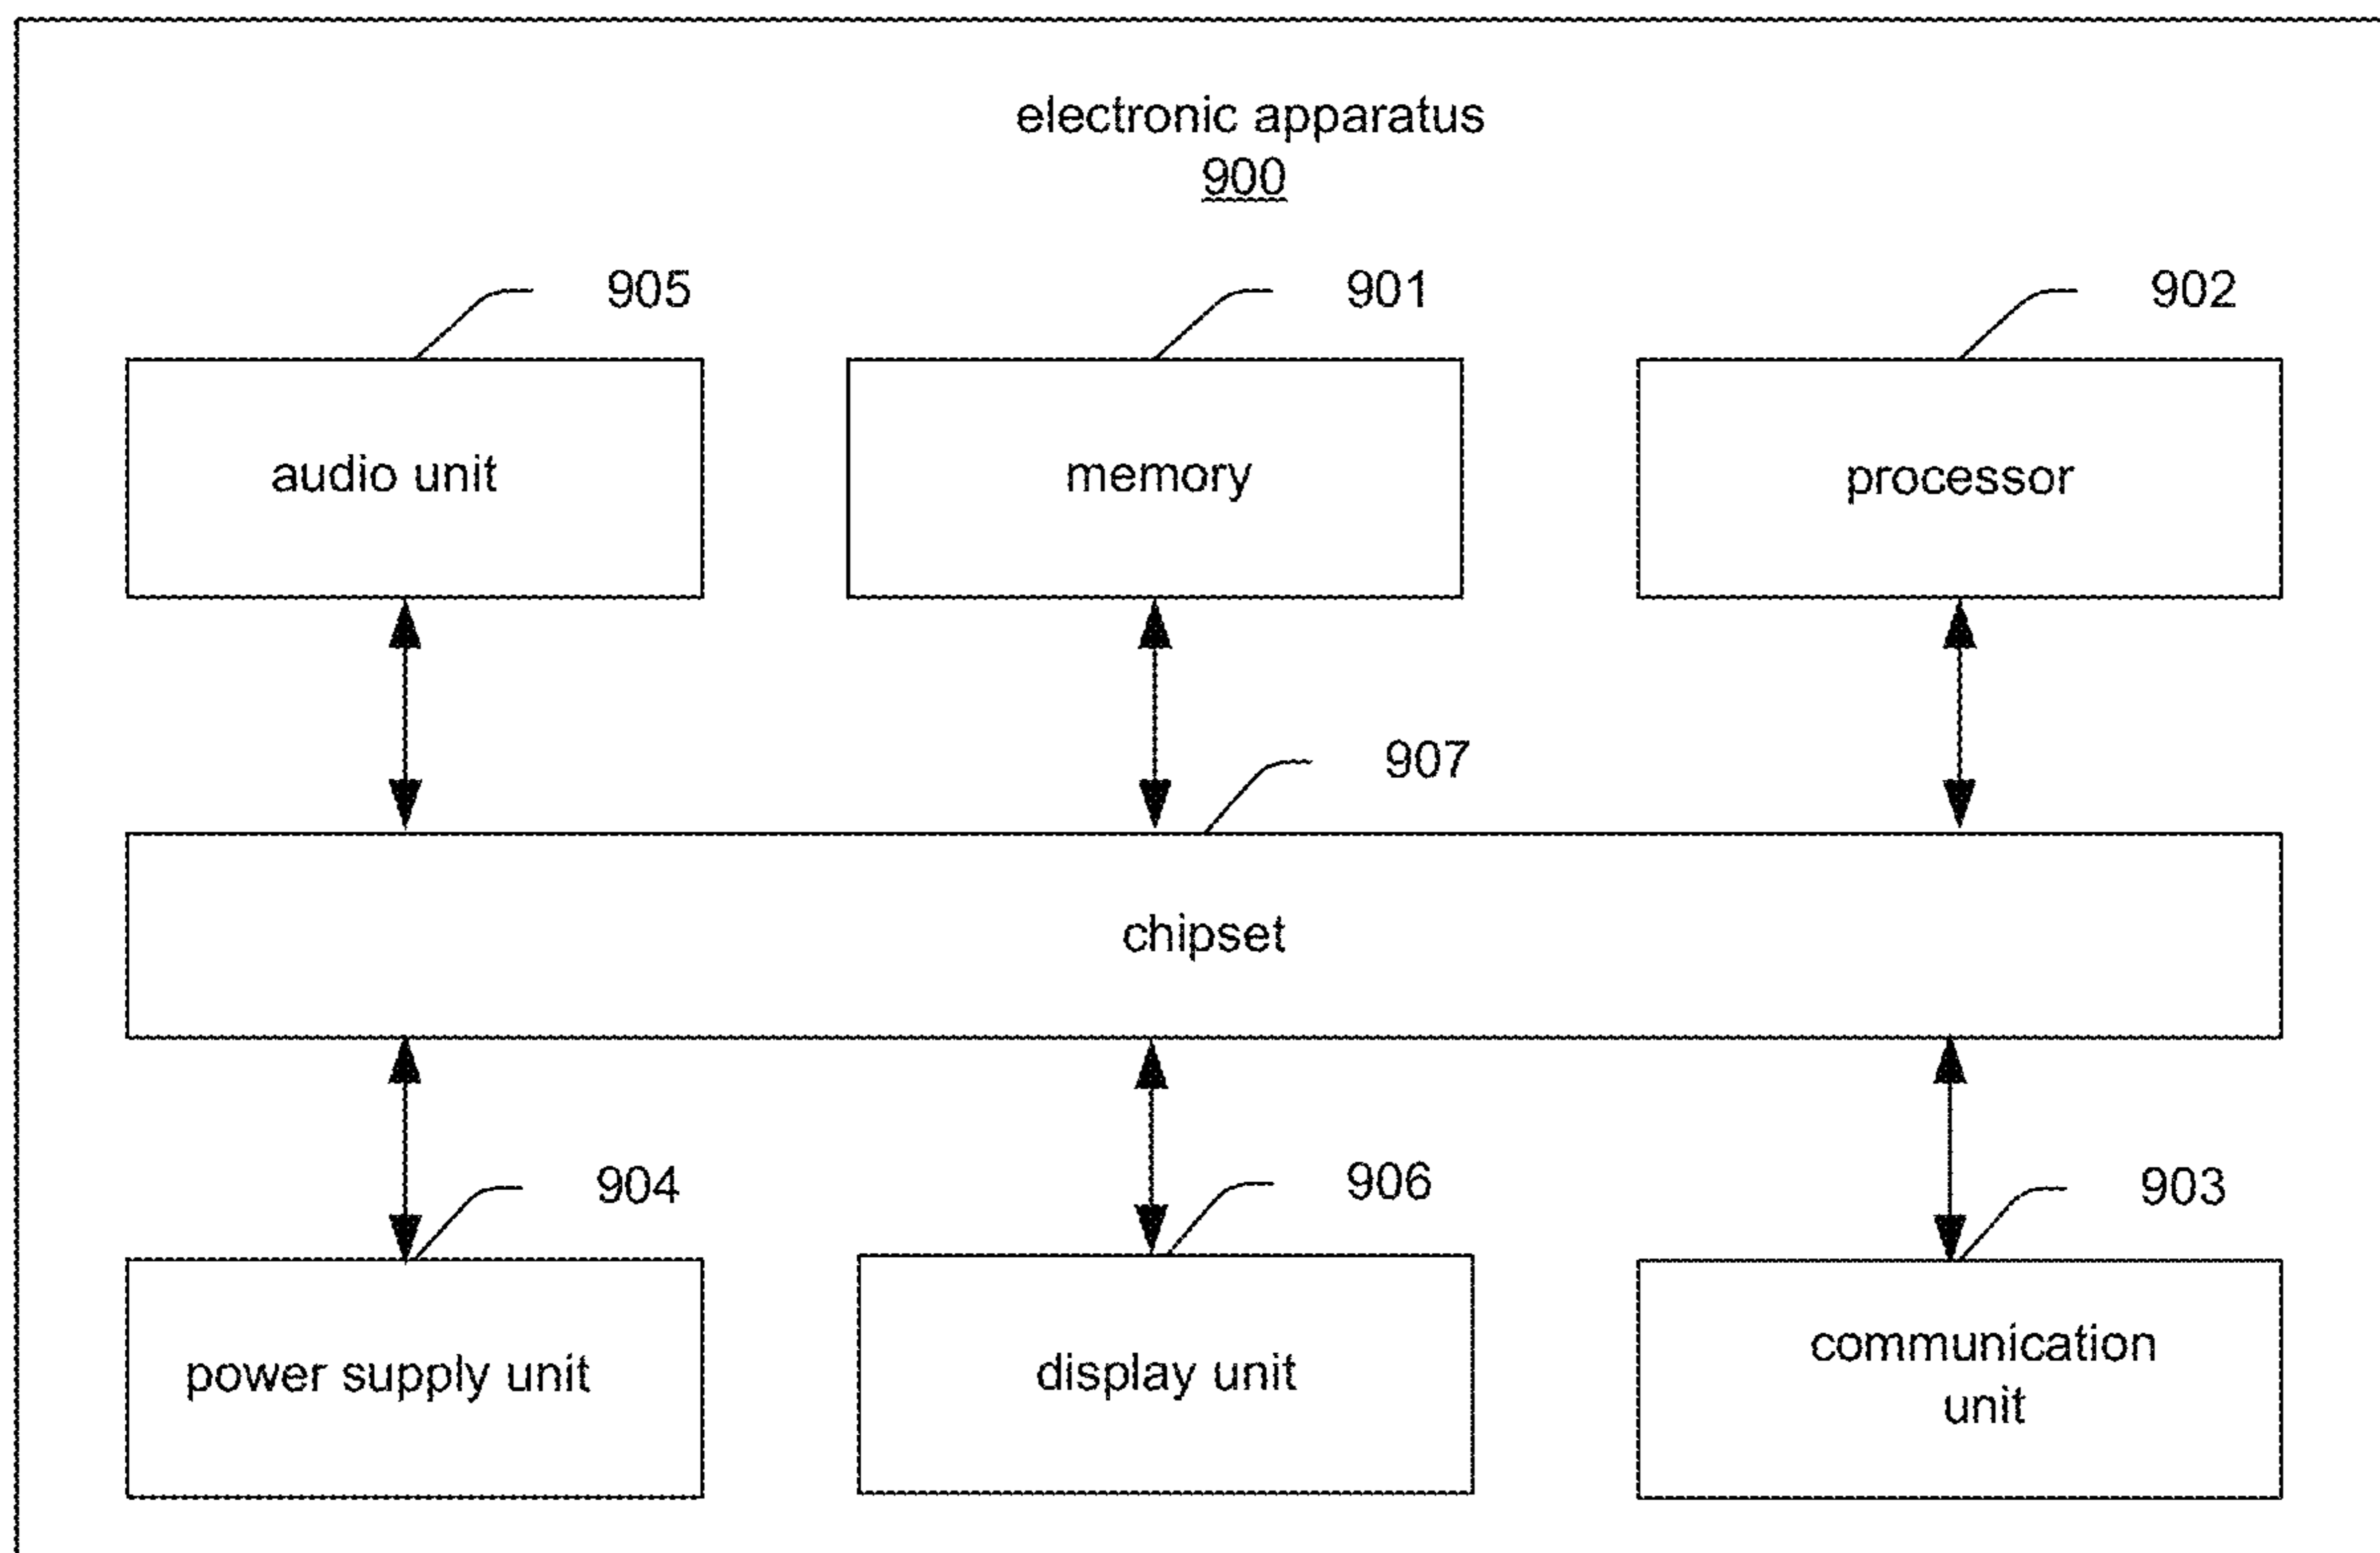 electronic apparatus
900
905
901
902
audio unit
memory
processor
907
chipset
904
906
903
power supply unit
display unit
communication
unit